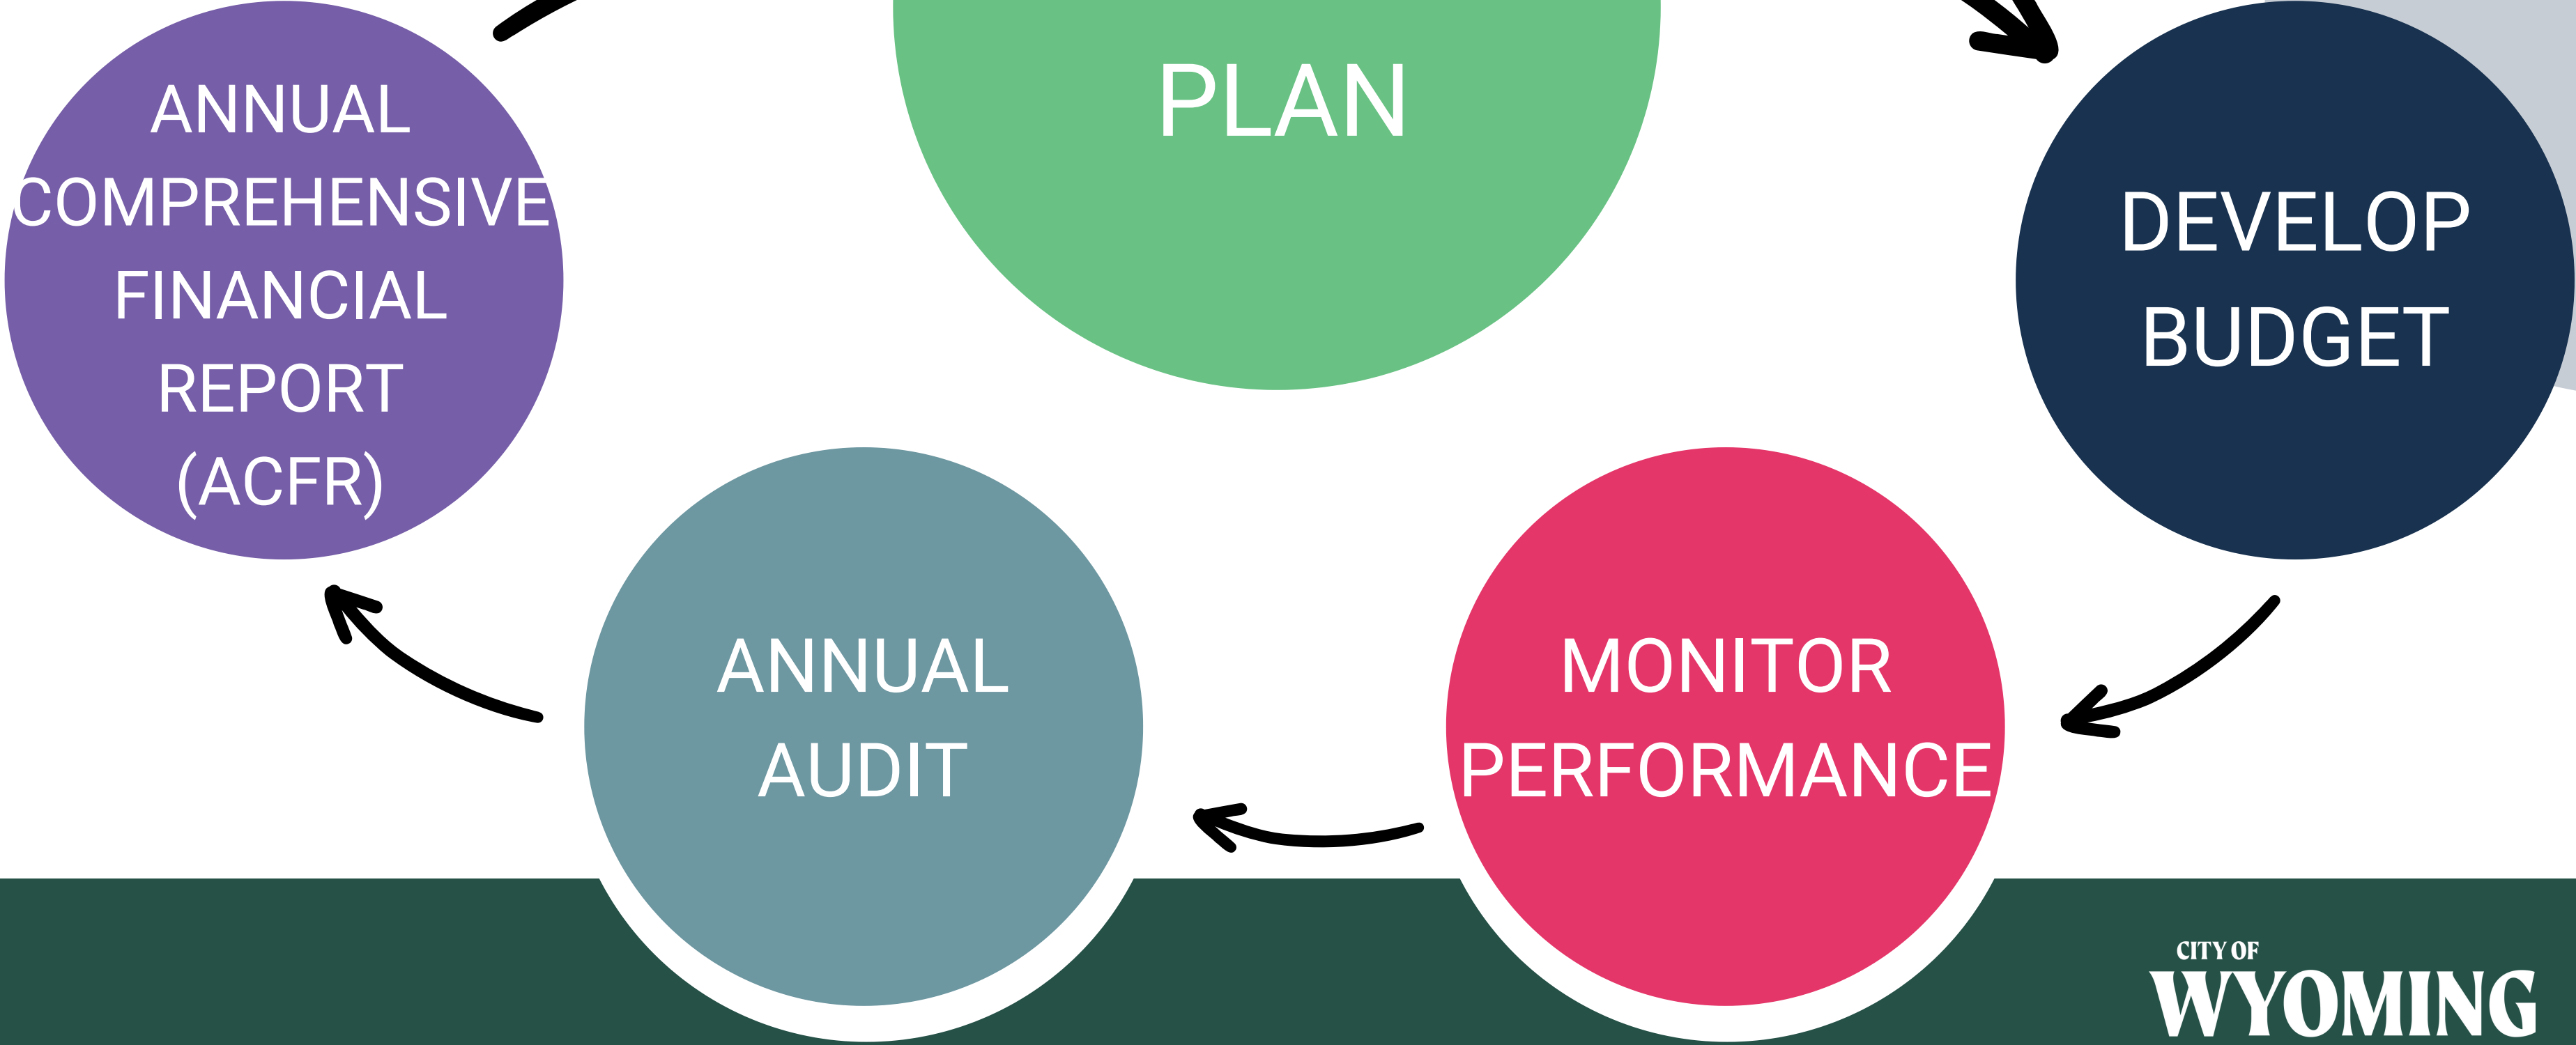 PLAN
ANNUAL
COMPREHENSIVE
FINANCIAL
REPORT
(ACFR)
DEVELOP
BUDGET
ANNUAL
AUDIT
MONITOR
PERFORMANCE
CITY OF
WYOMING